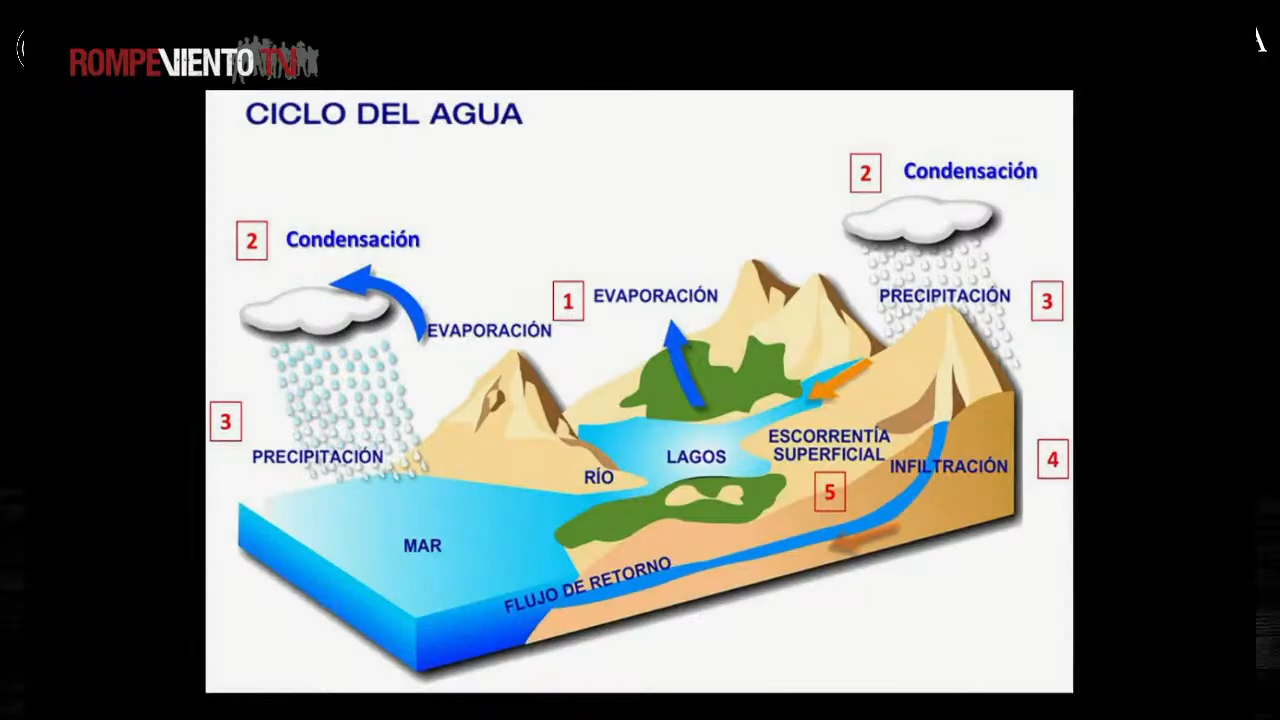 ROMPEVIENTO TV
CICLO DEL AGUA
2 Condensación
2 Condensación
1 EVAPORACIÓN
PRECIPITACIÓN 3
EVAPORACIÓN
3
PRECIPITACIÓN
ESCORRENTÍA
SUPERFICIAL
LAGOS
INFILTRACIÓN 4
RÍO
5
MAR
FLUJO DE RETORNO